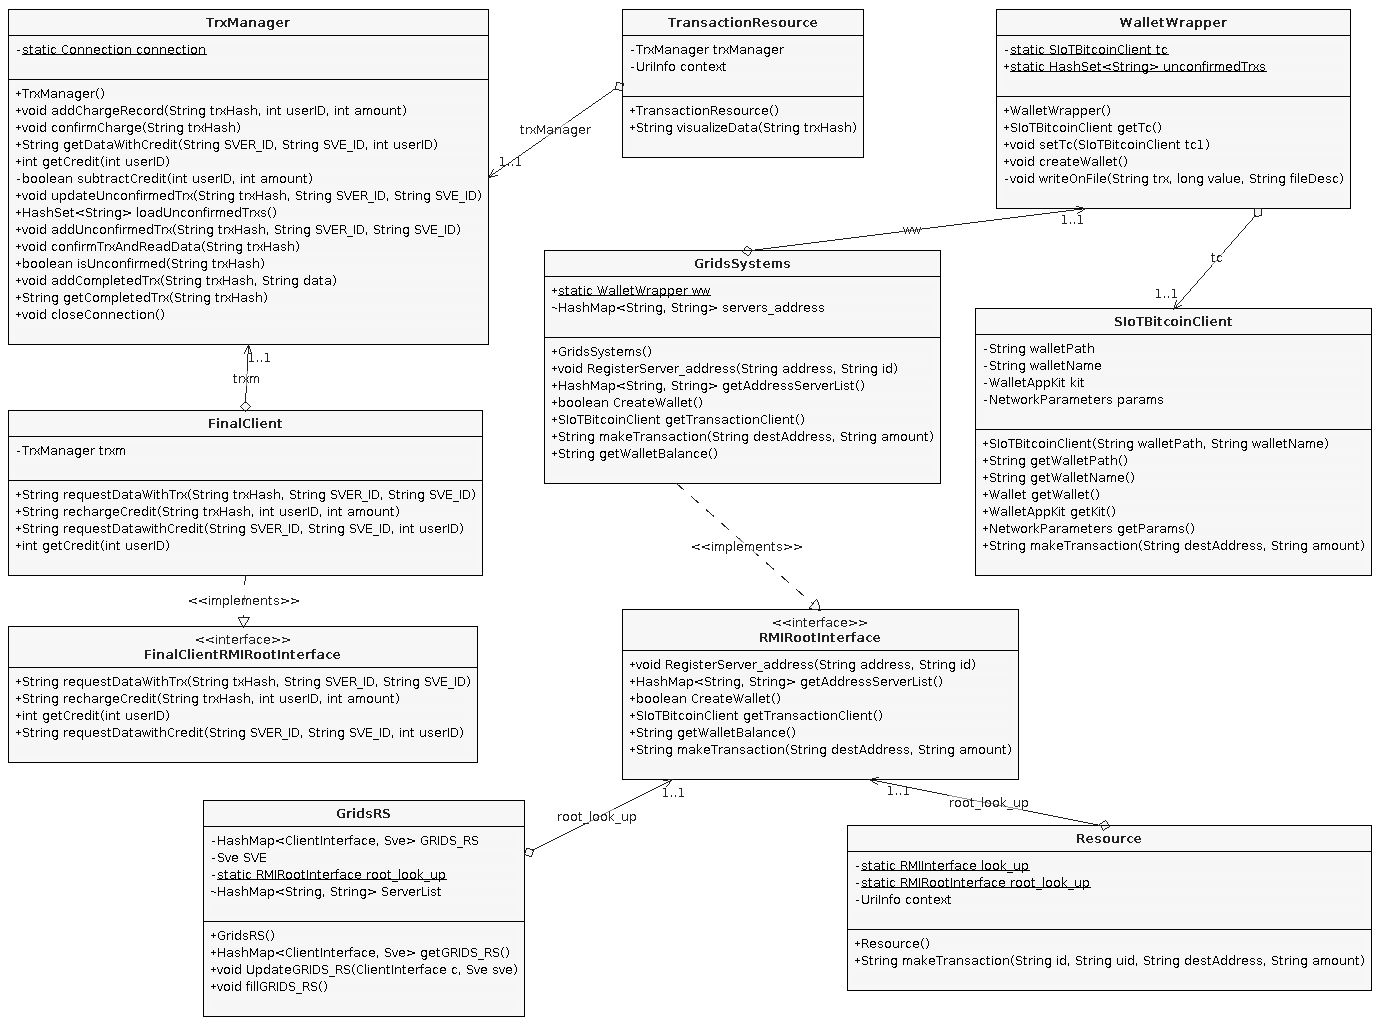 TrxManager
-static Connection connection
+TrxManager()
+void addChargeRecord(String trxHash, int userID, int amount)
+void confirmCharge(String trxHash)
+String getDataWithCredit(String SVER_ID, String SVE_ID, int userID)
+int getCredit(int userID)
-boolean subtractCredit(int userID, int amount)
+void updateUnconfirmedTrx(String trxHash, String SVER_ID, String SVE_ID)
+HashSet<String> loadUnconfirmedTrxs()
+void addUnconfirmedTrx(String trxHash, String SVER_ID, String SVE_ID)
+void confirmTrxAndReadData(String trxHash)
+boolean isUnconfirmed(String trxHash)
+void addCompletedTrx(String trxHash, String data)
+String getCompletedTrx(String trxHash)
+void closeConnection()
TransactionResource
-TrxManager trxManager
-UriInfo context
+TransactionResource()
+String visualizeData(String trxHash)
trxManager
1..1
WalletWrapper
-static SIoTBitcoinClient tc
+static HashSet<String> unconfirmedTrxs
+WalletWrapper()
+SIoTBitcoinClient getTc()
+void setTc(SIoTBitcoinClient tc1)
+void createWallet()
-void writeOnFile(String trx, long value, String fileDesc)
1..1
ww
tc
1..1
GridsSystems
+static WalletWrapper ww
~HashMap<String, String> servers_address
+GridsSystems()
+void RegisterServer_address(String address, String id)
+HashMap<String, String> getAddressServerList()
+boolean CreateWallet()
+SIoTBitcoinClient getTransactionClient()
+String makeTransaction(String destAddress, String amount)
+String getWalletBalance()
SIoTBitcoinClient
-String walletPath
-String walletName
-WalletAppKit kit
-NetworkParameters params
+SIoTBitcoinClient(String walletPath, String walletName)
+String getWalletPath()
+String getWalletName()
+Wallet getWallet()
+WalletAppKit getKit()
+NetworkParameters getParams()
+String makeTransaction(String destAddress, String amount)
1..1
trxm
FinalClient
-TrxManager trxm
+String requestDataWithTrx(String trxHash, String SVER_ID, String SVE_ID)
+String rechargeCredit(String trxHash, int userID, int amount)
+String requestDatawithCredit(String SVER_ID, String SVE_ID, int userID)
+int getCredit(int userID)
<<implements>>
<<implements>>
<<interface>>
FinalClientRMIRootInterface
+String requestDataWithTrx(String txHash, String SVER_ID, String SVE_ID)
+String rechargeCredit(String trxHash, int userID, int amount)
+int getCredit(int userID)
+String requestDatawithCredit(String SVER_ID, String SVE_ID, int userID)
<<interface>>
RMIRootInterface
+void RegisterServer_address(String address, String id)
+HashMap<String, String> getAddressServerList()
+boolean CreateWallet()
+SIoTBitcoinClient getTransactionClient()
+String getWalletBalance()
+String makeTransaction(String destAddress, String amount)
1..1
root_look_up
1..1
root_look_up
GridsRS
-HashMap<ClientInterface, Sve> GRIDS_RS
-Sve SVE
-static RMIRootInterface root_look_up
~HashMap<String, String> ServerList
+GridsRS()
+HashMap<ClientInterface, Sve> getGRIDS_RS()
+void UpdateGRIDS_RS(ClientInterface c, Sve sve)
+void fillGRIDS_RS()
Resource
-static RMIInterface look_up
-static RMIRootInterface root_look_up
-UriInfo context
+Resource()
+String makeTransaction(String id, String uid, String destAddress, String amount)